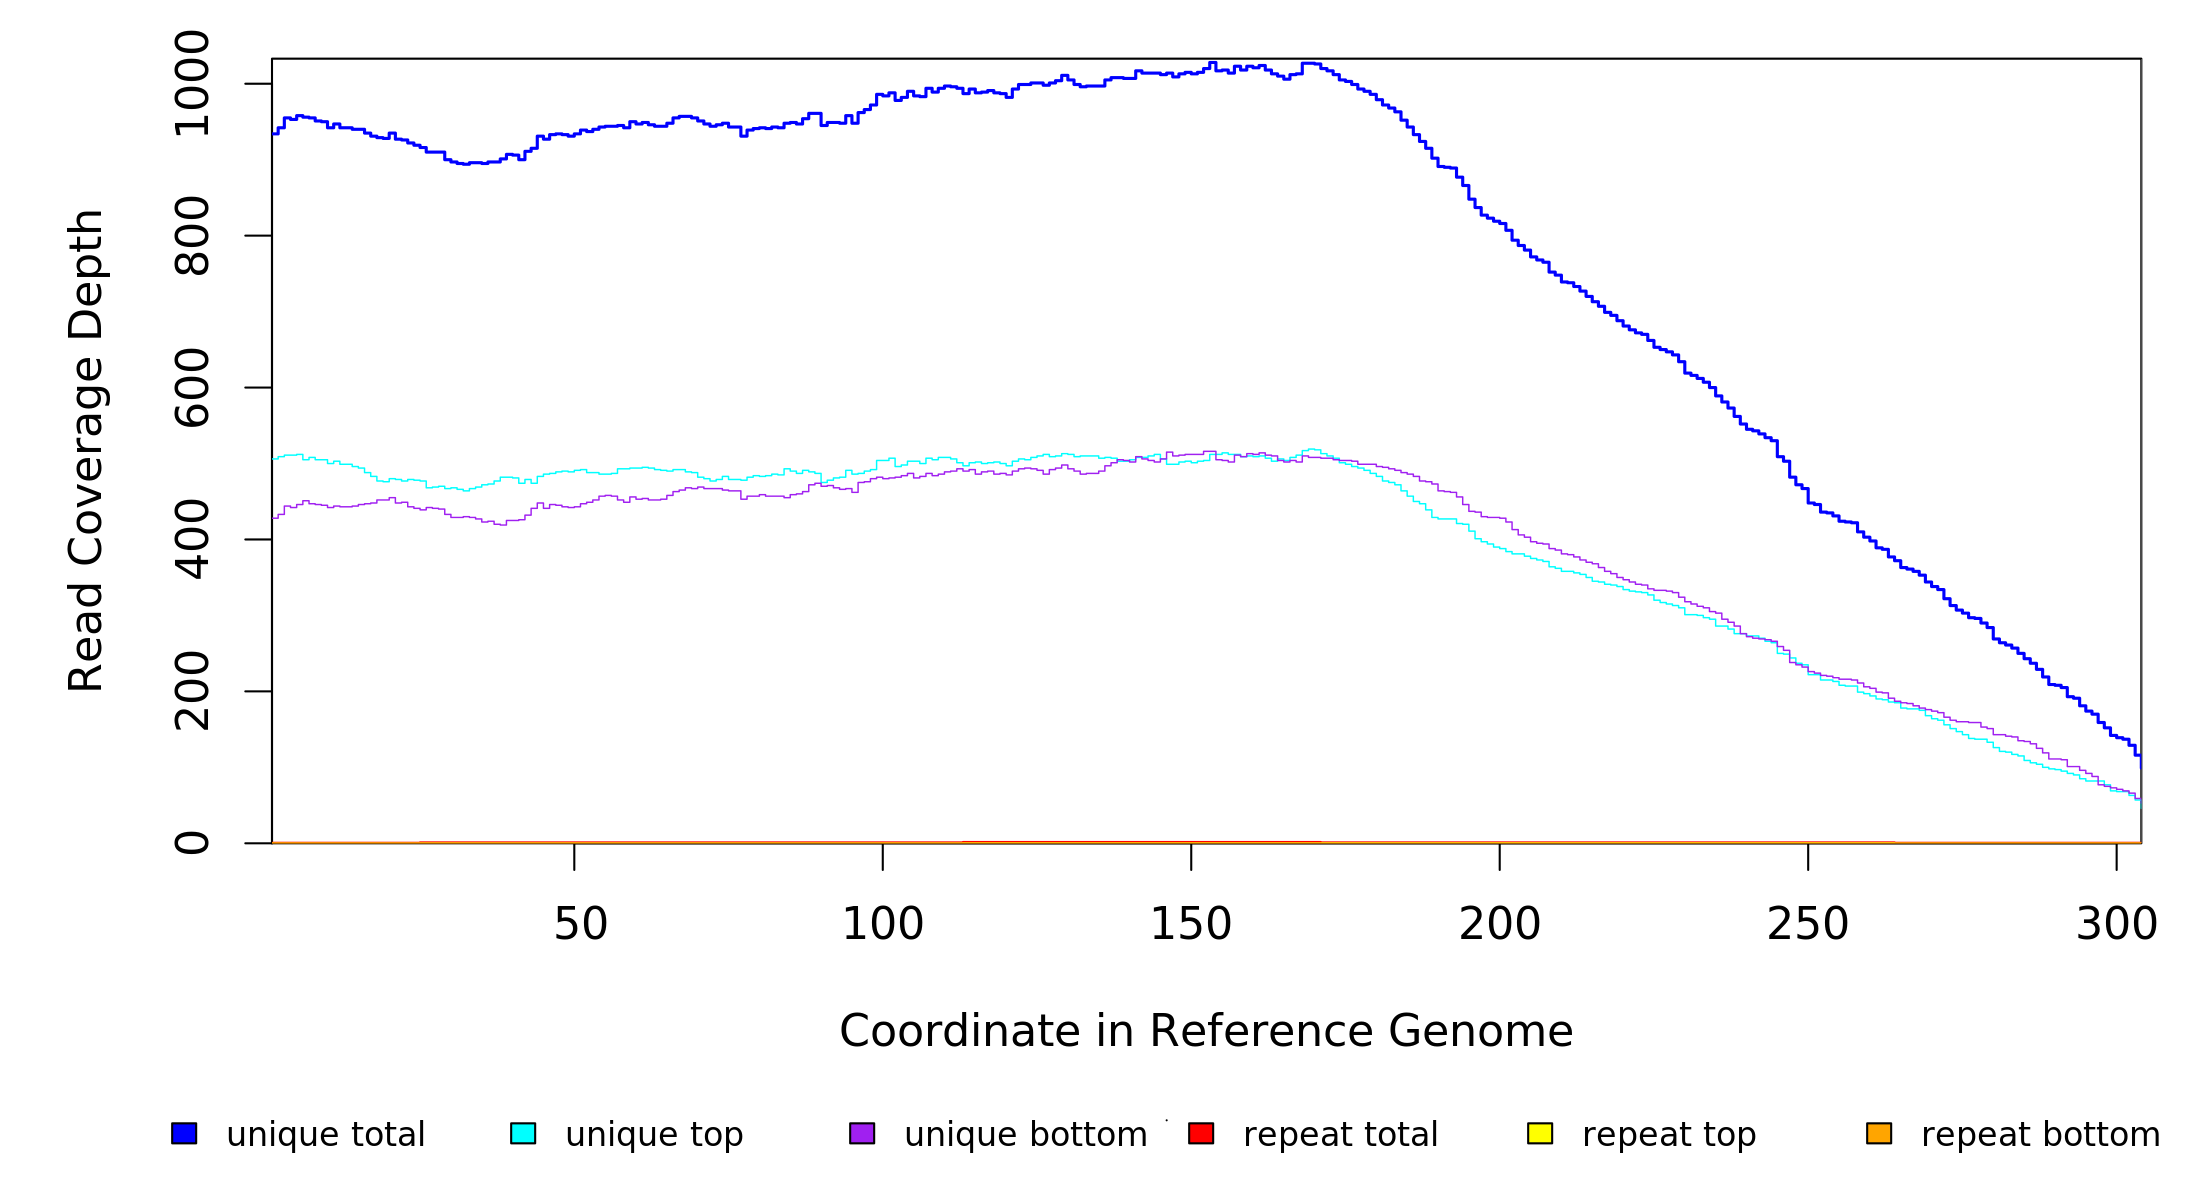 Read Coverage Depth
1000
800
600
400
200
0
50 100 150 200 250 300
Coordinate in Reference Genome
unique total unique top unique bottom repeat total repeat top repeat bottom